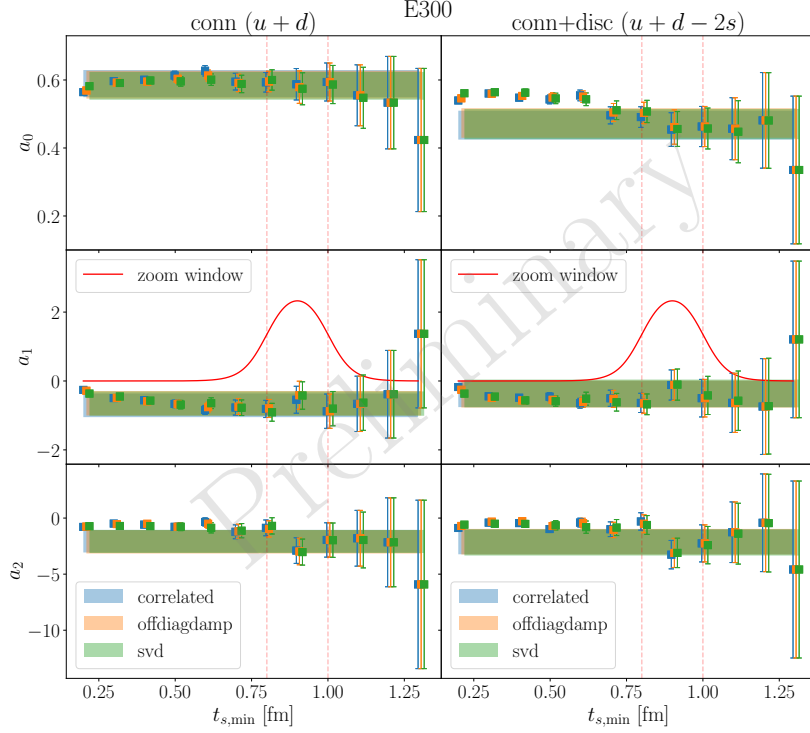 E300
conn (u + d)
conn+disc (u + d − 2s)
a₀
0.6
0.4
0.2
a₁
2
0
−2
zoom window
zoom window
a₂
0
−5
−10
correlated
offdiagdamp
svd
correlated
offdiagdamp
svd
0.25 0.50 0.75 1.00 1.25
0.25 0.50 0.75 1.00 1.25
t_{s,min} [fm]
t_{s,min} [fm]
Preliminary